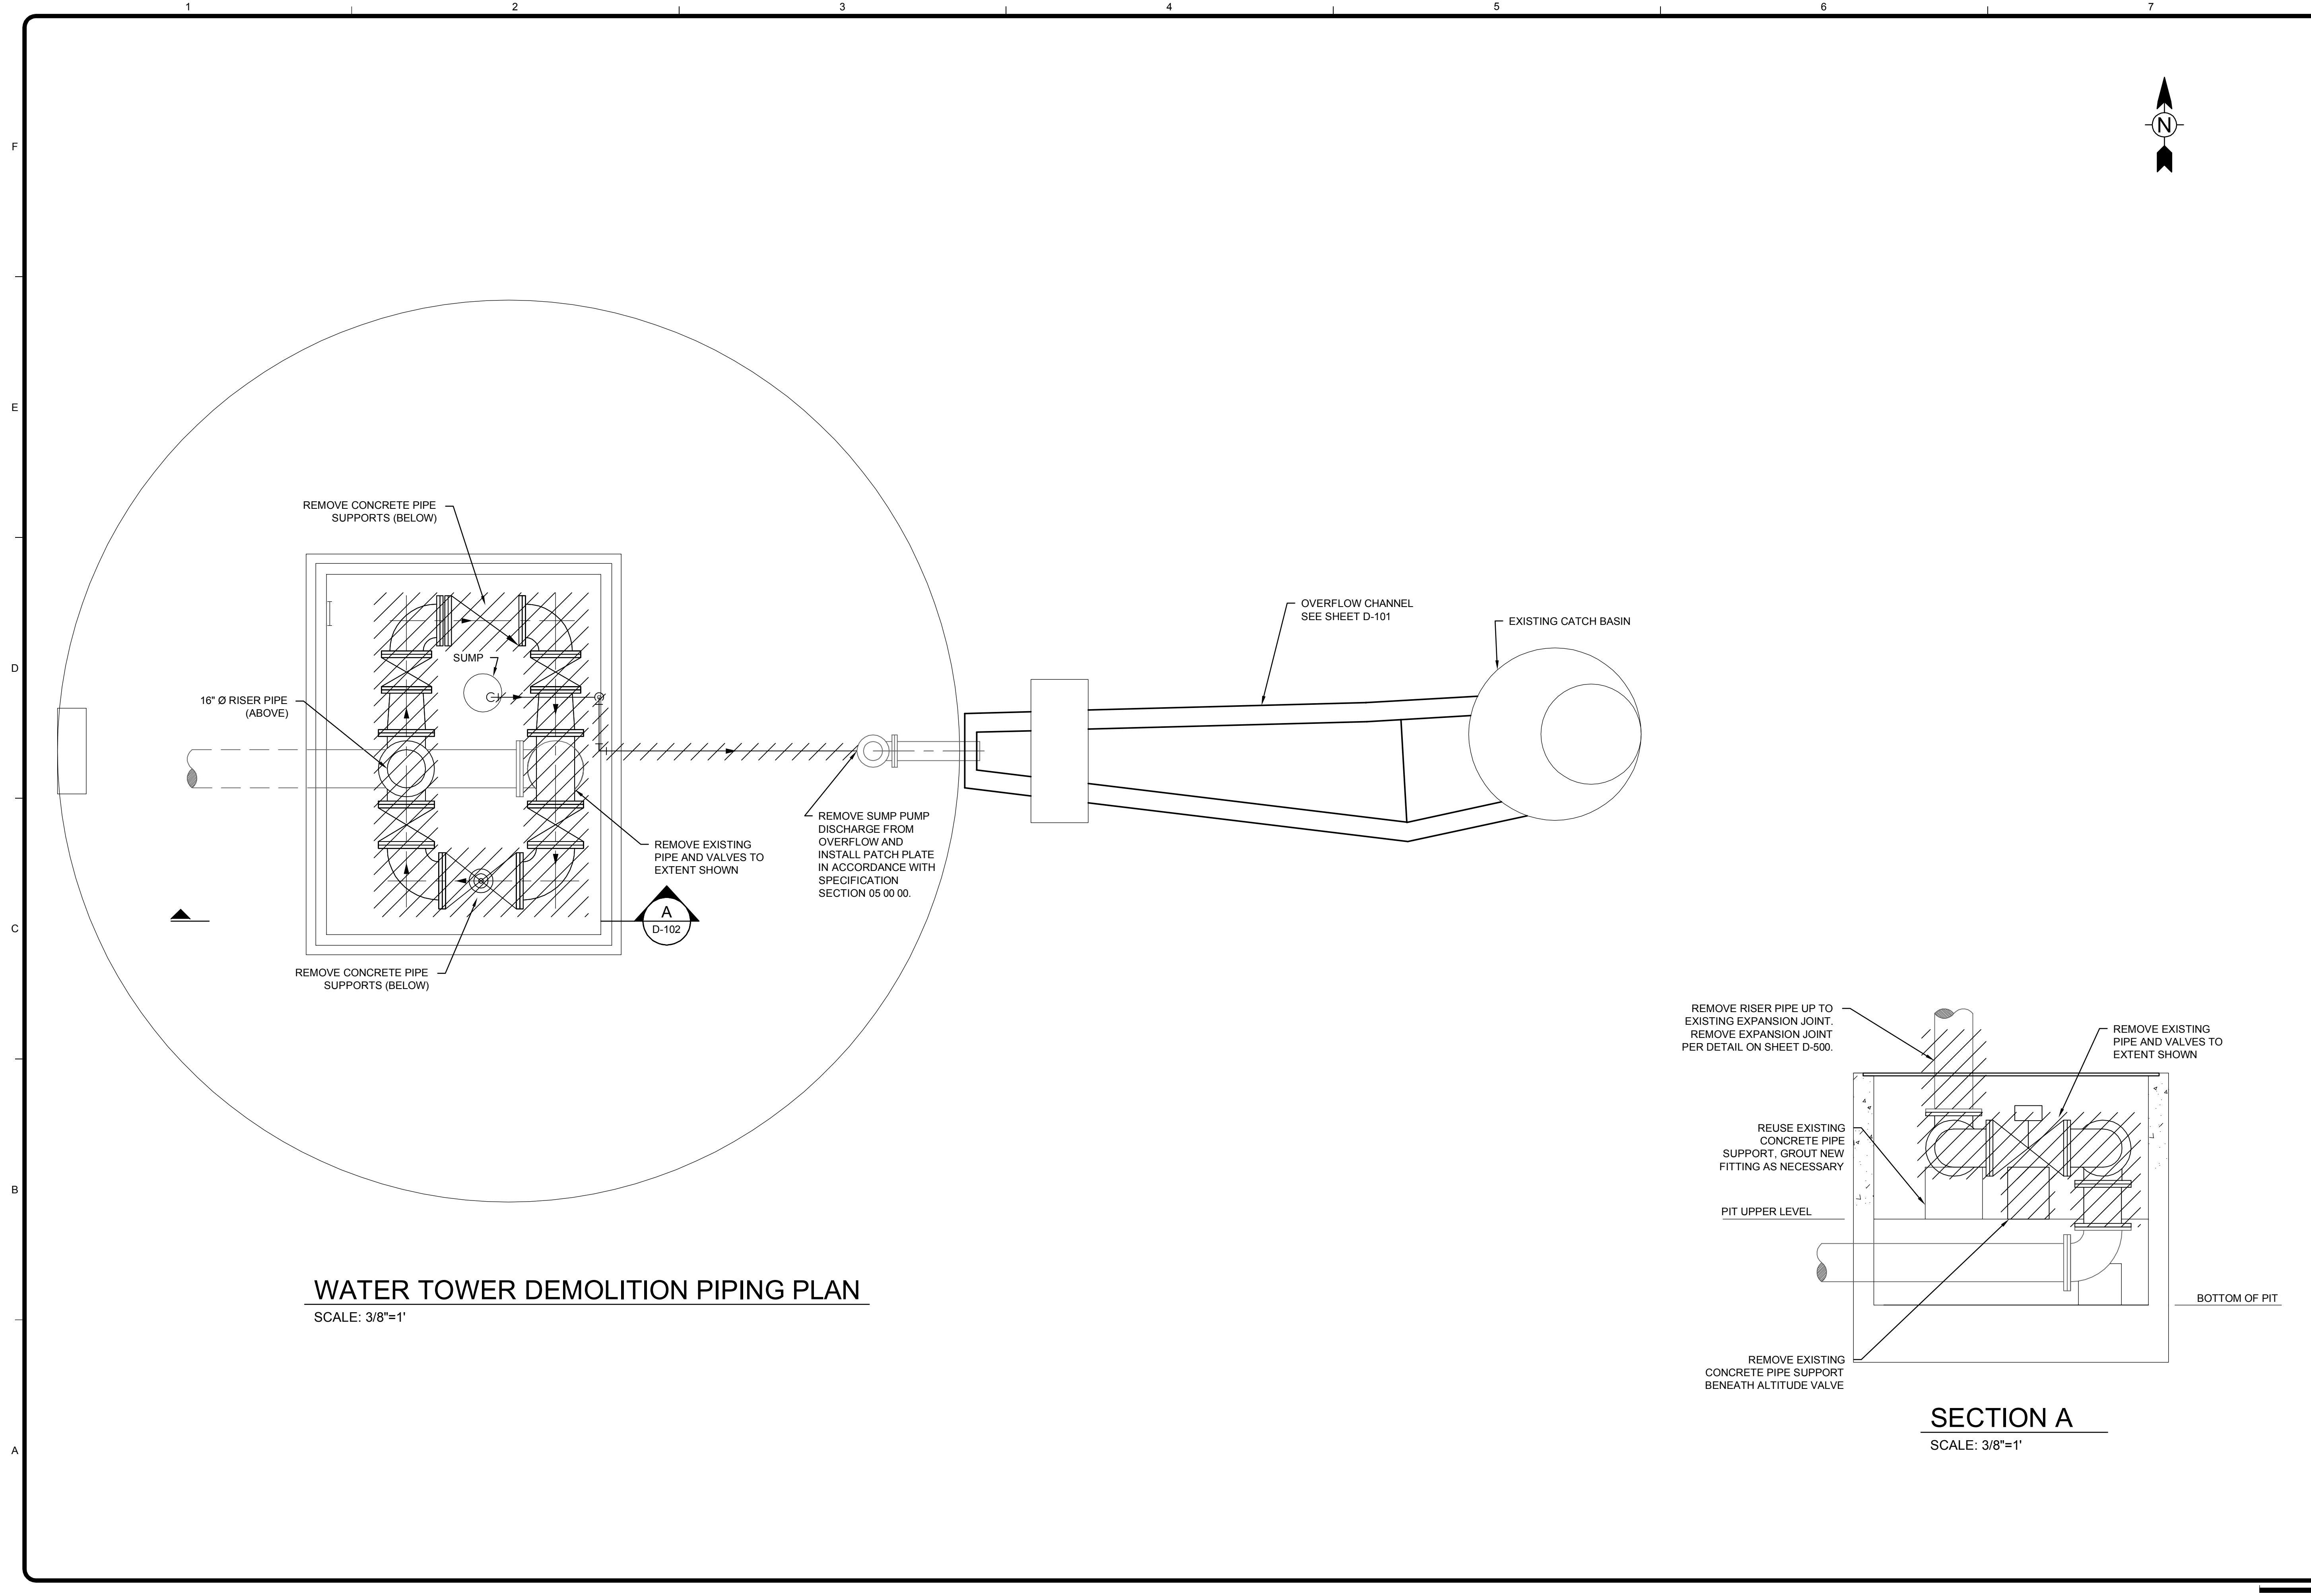 1 2 3 4 5 6 7
F
E
D
C
B
A
N
REMOVE CONCRETE PIPE
SUPPORTS (BELOW)
SUMP
16" Ø RISER PIPE
(ABOVE)
OVERFLOW CHANNEL
SEE SHEET D-101
EXISTING CATCH BASIN
REMOVE EXISTING
PIPE AND VALVES TO
EXTENT SHOWN
REMOVE SUMP PUMP
DISCHARGE FROM
OVERFLOW AND
INSTALL PATCH PLATE
IN ACCORDANCE WITH
SPECIFICATION
SECTION 05 00 00.
A
D-102
REMOVE CONCRETE PIPE
SUPPORTS (BELOW)
WATER TOWER DEMOLITION PIPING PLAN
SCALE: 3/8"=1'
REMOVE RISER PIPE UP TO
EXISTING EXPANSION JOINT.
REMOVE EXPANSION JOINT
PER DETAIL ON SHEET D-500.
REMOVE EXISTING
PIPE AND VALVES TO
EXTENT SHOWN
REUSE EXISTING
CONCRETE PIPE
SUPPORT, GROUT NEW
FITTING AS NECESSARY
PIT UPPER LEVEL
BOTTOM OF PIT
REMOVE EXISTING
CONCRETE PIPE SUPPORT
BENEATH ALTITUDE VALVE
SECTION A
SCALE: 3/8"=1'